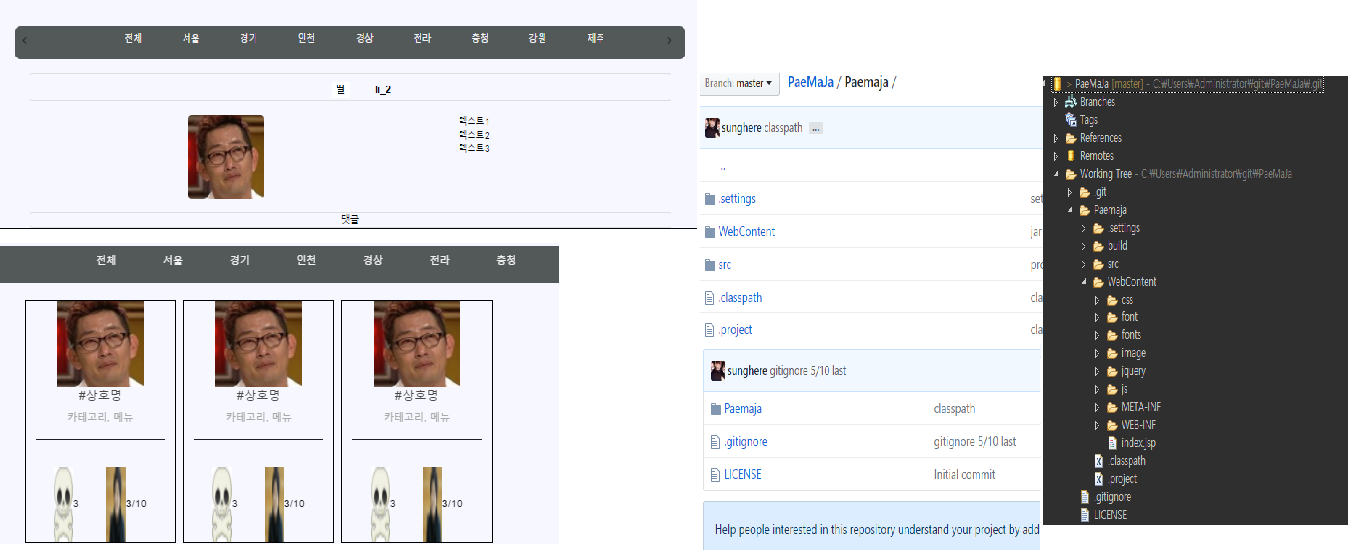 전체 서울 경기 인천 경상 전라 충청 강원 제주
별 li_2
텍스트1
텍스트2
텍스트3
댓글
전체 서울 경기 인천 경상 전라 충청
#상호명 #상호명 #상호명
카테고리, 메뉴 카테고리, 메뉴 카테고리, 메뉴
3 3/10 3 3/10 3 3/10
Branch: master PaeMaJa / Paemaja /
sunghere classpath ...
..
.settings set
WebContent jar
src pro
.classpath cla
.project cla
sunghere gitignore 5/10 last
Paemaja classpath
.gitignore gitignore 5/10 last
LICENSE Initial commit
Help people interested in this repository understand your project by add
> PaeMaJa [master] - C:₩Users₩Administrator₩git₩PaeMaJa₩.git
Branches
Tags
References
Remotes
Working Tree - C:₩Users₩Administrator₩git₩PaeMaJa
.git
Paemaja
.settings
build
src
WebContent
css
font
fonts
image
jquery
js
META-INF
WEB-INF
index.jsp
.classpath
.project
.gitignore
LICENSE